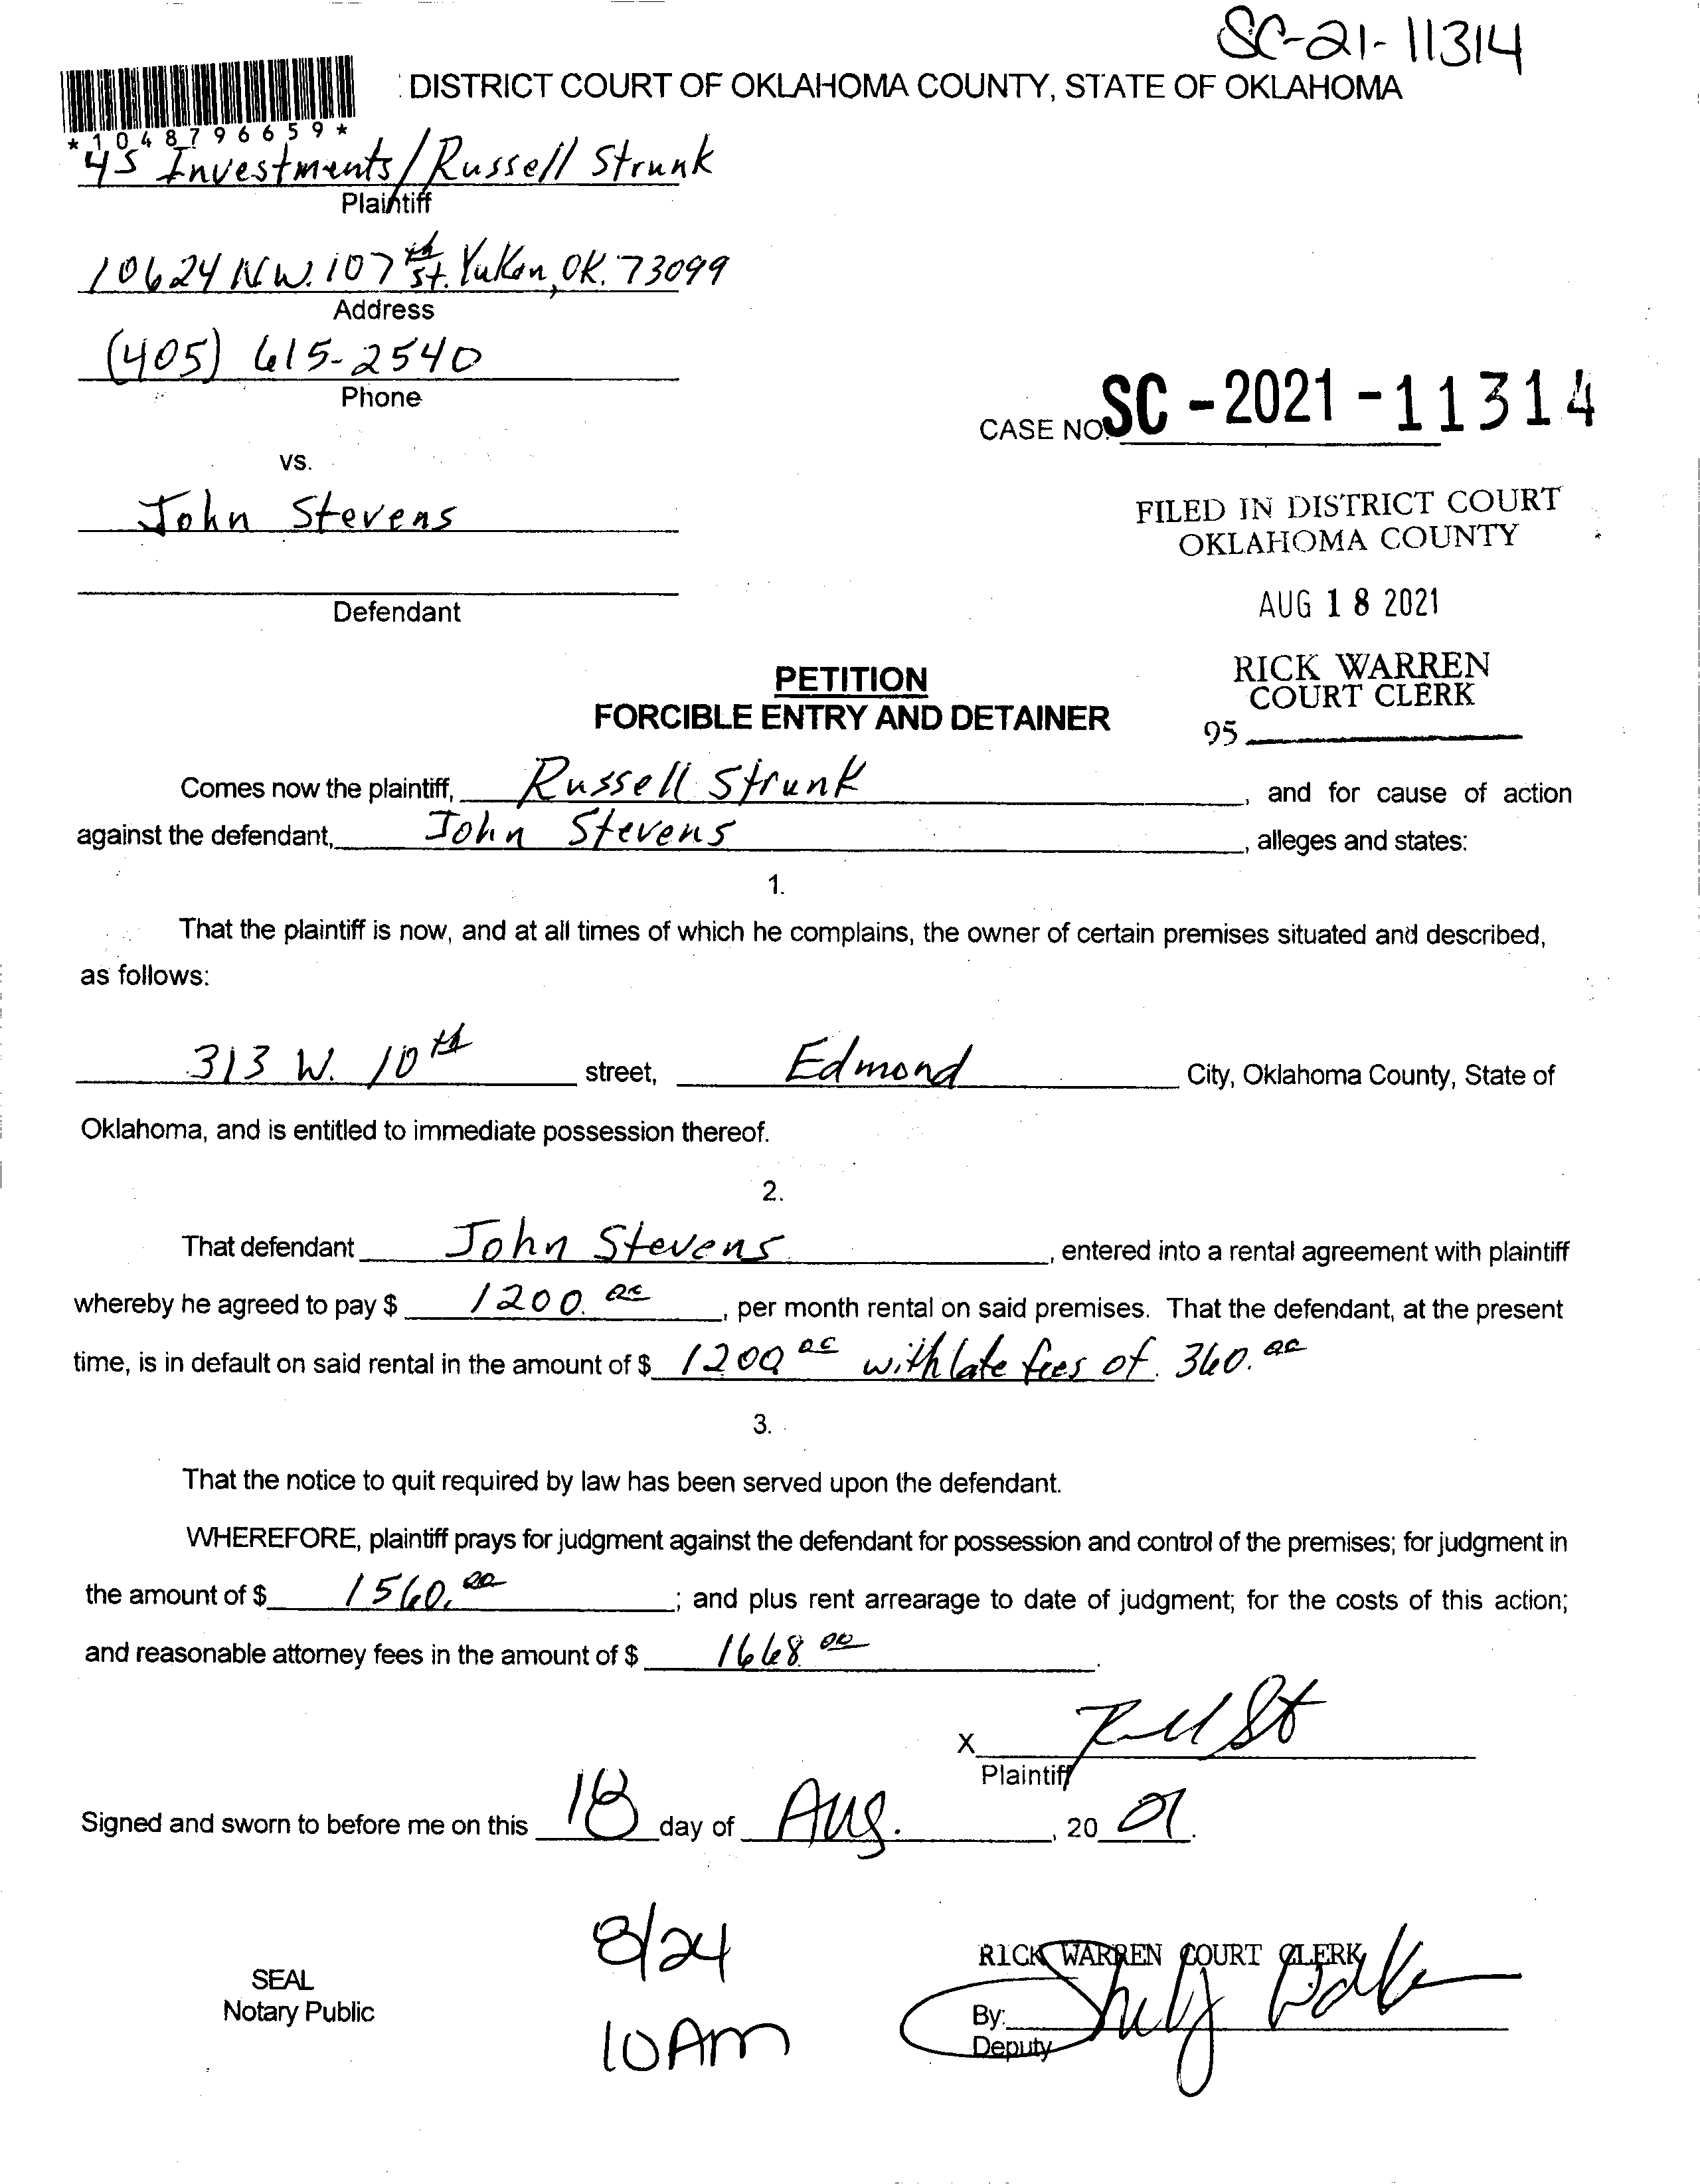 SC-21-11314
DISTRICT COURT OF OKLAHOMA COUNTY, STATE OF OKLAHOMA
*1048796659*
4S Investments/Russell Strunk
Plaintiff
10624 N.W. 107th St. Yukon, OK. 73099
Address
(405) 615-2540
Phone
CASE NO. SC-2021-11314
vs.
John Stevens
FILED IN DISTRICT COURT
OKLAHOMA COUNTY
Defendant
AUG 18 2021
RICK WARREN
COURT CLERK
95
PETITION
FORCIBLE ENTRY AND DETAINER
Comes now the plaintiff, Russell Strunk, and for cause of action
against the defendant, John Stevens, alleges and states:
1.
That the plaintiff is now, and at all times of which he complains, the owner of certain premises situated and described,
as follows:
313 W. 10th street, Edmond City, Oklahoma County, State of
Oklahoma, and is entitled to immediate possession thereof.
2.
That defendant John Stevens, entered into a rental agreement with plaintiff
whereby he agreed to pay $ 1200.00, per month rental on said premises. That the defendant, at the present
time, is in default on said rental in the amount of $ 1200 00 with late fees of 360.00
3.
That the notice to quit required by law has been served upon the defendant.
WHEREFORE, plaintiff prays for judgment against the defendant for possession and control of the premises; for judgment in
the amount of $ 1560.00; and plus rent arrearage to date of judgment; for the costs of this action;
and reasonable attorney fees in the amount of $ 1668 00.
X
Plaintiff
Signed and sworn to before me on this 18 day of Aug., 20 21.
8/24
10AM
SEAL
Notary Public
RICK WARREN COURT CLERK
By:
Deputy